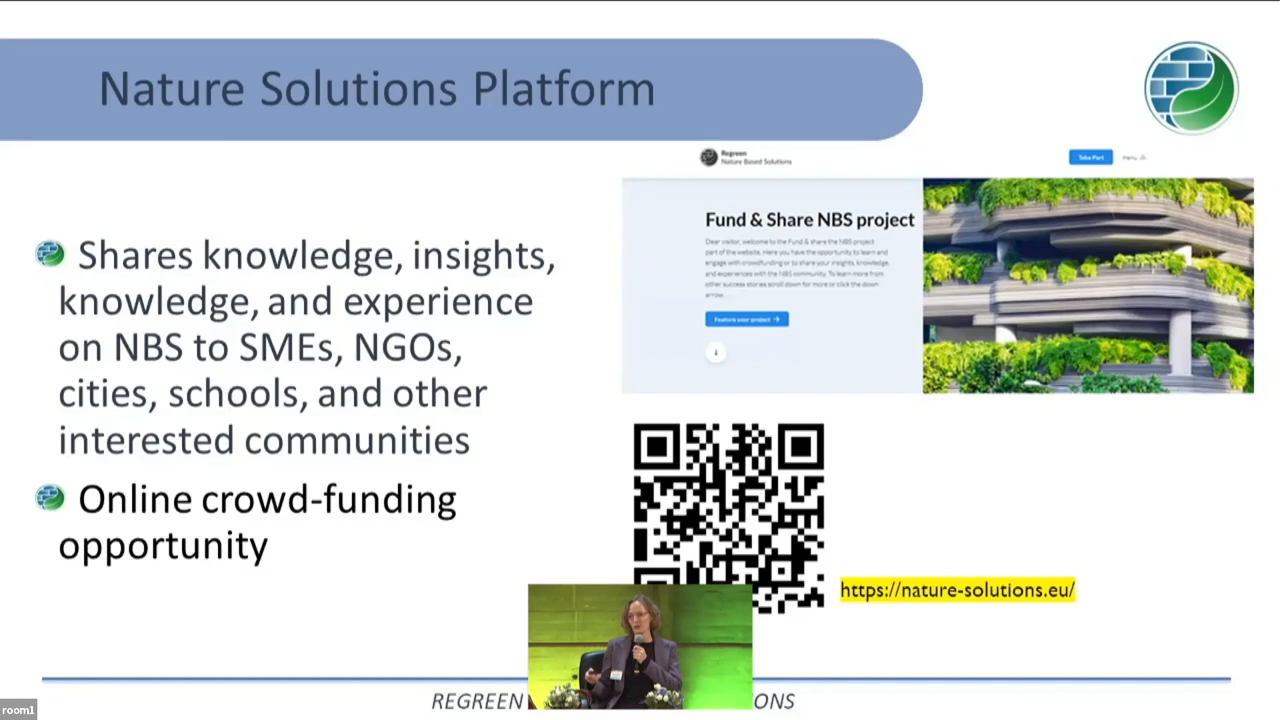 Nature Solutions Platform
Regreen
Nature Based Solutions
Take Part
menu
Fund & Share NBS project
Dear visitor, welcome to the Fund & share the NBS project
part of the website. Here you have the opportunity to learn and
engage with crowdfunding or to share your insights, knowledge,
and experiences with the NBS community. To learn more from
other success stories scroll down for more or click the down
arrow...
Feature your project →
Shares knowledge, insights,
knowledge, and experience
on NBS to SMEs, NGOs,
cities, schools, and other
interested communities
Online crowd-funding
opportunity
https://nature-solutions.eu/
REGREEN
ONS
room1